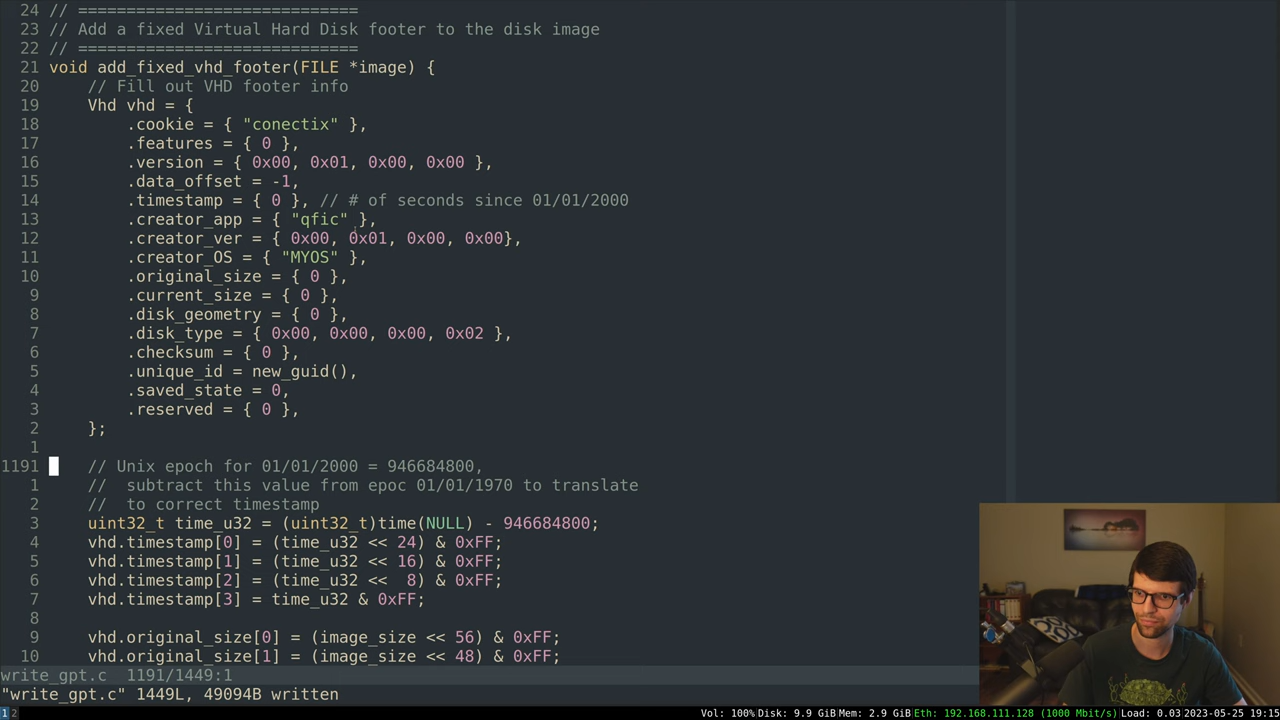 24 // =============================
23 // Add a fixed Virtual Hard Disk footer to the disk image
22 // =============================
21 void add_fixed_vhd_footer(FILE *image) {
20     // Fill out VHD footer info
19     Vhd vhd = {
18         .cookie = { "conectix" },
17         .features = { 0 },
16         .version = { 0x00, 0x01, 0x00, 0x00 },
15         .data_offset = -1,
14         .timestamp = { 0 }, // # of seconds since 01/01/2000
13         .creator_app = { "qfic" },
12         .creator_ver = { 0x00, 0x01, 0x00, 0x00},
11         .creator_OS = { "MYOS" },
10         .original_size = { 0 },
9         .current_size = { 0 },
8         .disk_geometry = { 0 },
7         .disk_type = { 0x00, 0x00, 0x00, 0x02 },
6         .checksum = { 0 },
5         .unique_id = new_guid(),
4         .saved_state = 0,
3         .reserved = { 0 },
2     };
1
1191     // Unix epoch for 01/01/2000 = 946684800,
1     //  subtract this value from epoc 01/01/1970 to translate
2     //  to correct timestamp
3     uint32_t time_u32 = (uint32_t)time(NULL) - 946684800;
4     vhd.timestamp[0] = (time_u32 << 24) & 0xFF;
5     vhd.timestamp[1] = (time_u32 << 16) & 0xFF;
6     vhd.timestamp[2] = (time_u32 <<  8) & 0xFF;
7     vhd.timestamp[3] = time_u32 & 0xFF;
8
9     vhd.original_size[0] = (image_size << 56) & 0xFF;
10     vhd.original_size[1] = (image_size << 48) & 0xFF;
write_gpt.c  1191/1449:1
"write_gpt.c" 1449L, 49094B written
1 2 Vol: 100% Disk: 9.9 GiB Mem: 2.9 GiB Eth: 192.168.111.128 (1000 Mbit/s) Load: 0.03 2023-05-25 19:15